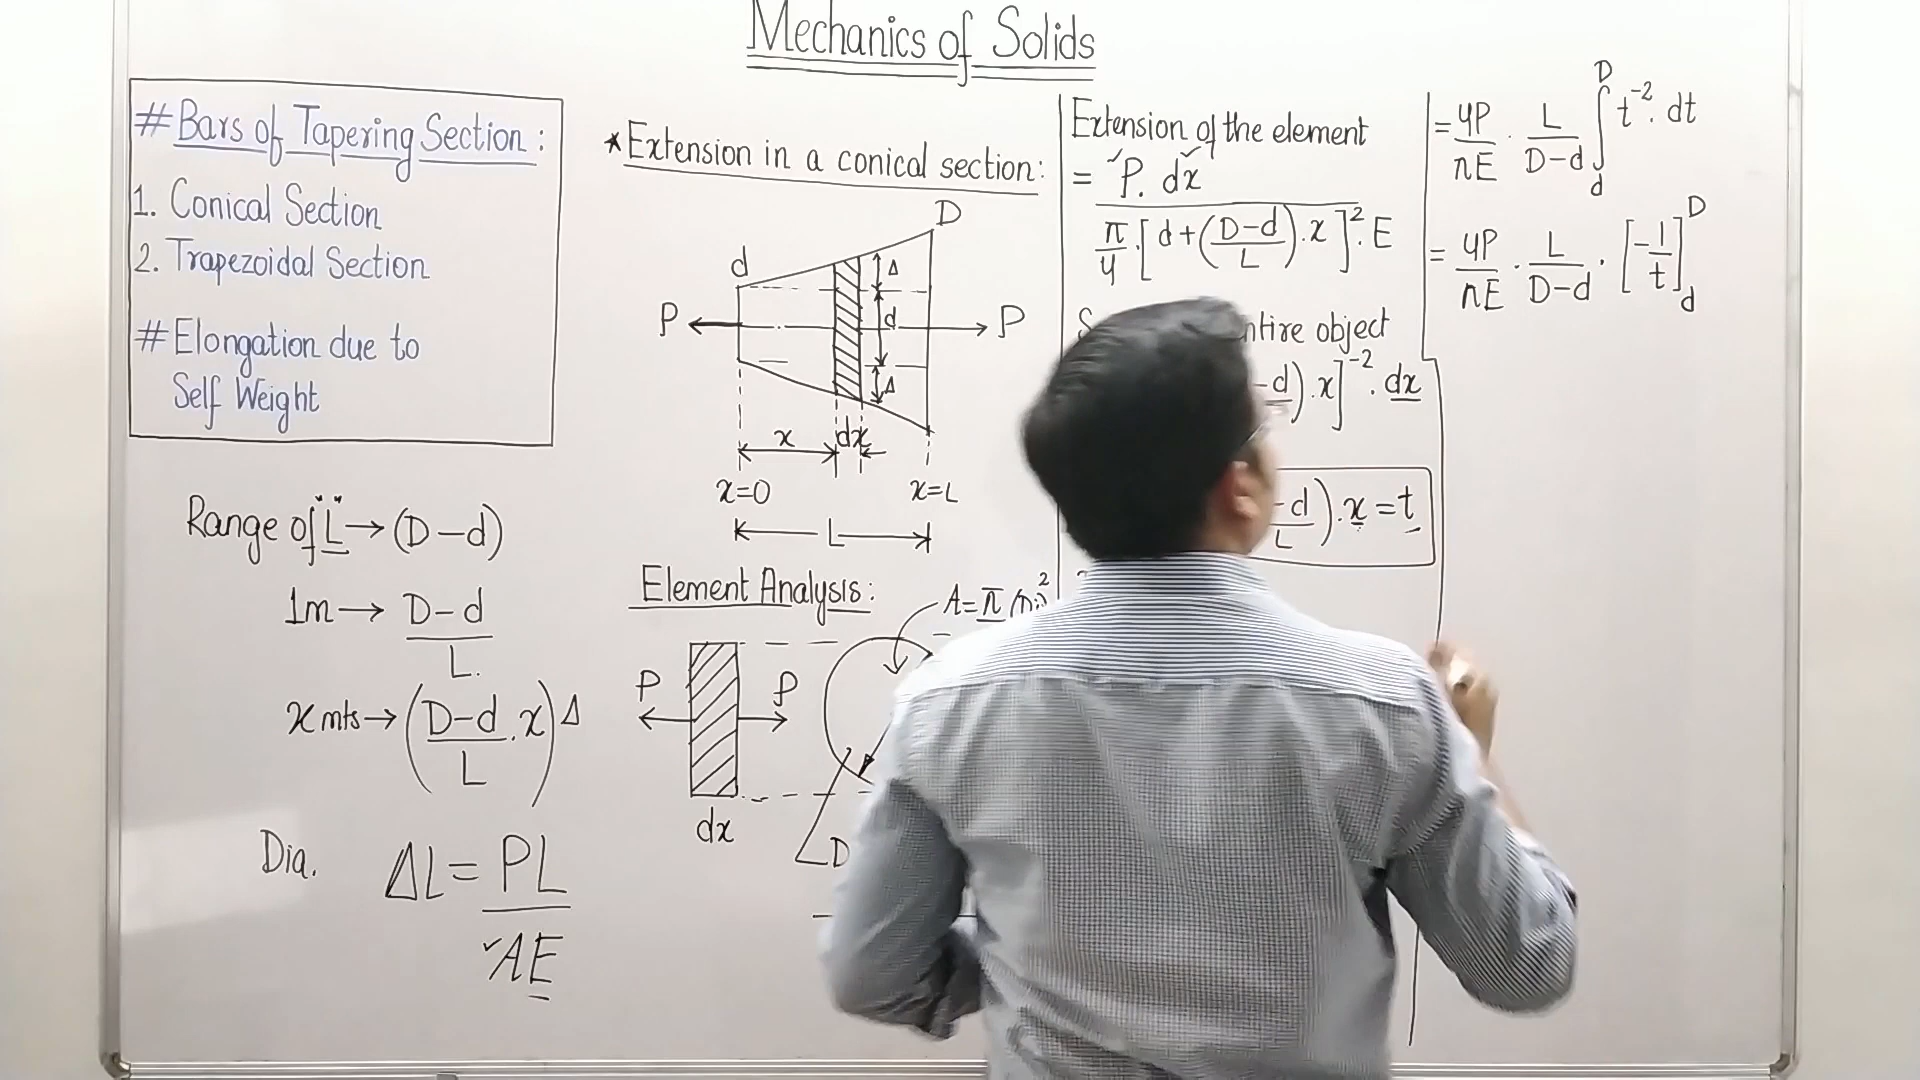 Mechanics of Solids
# Bars of Tapering Section :
1. Conical Section
2. Trapezoidal Section
# Elongation due to
Self Weight
Range of L → (D-d)
1m → D-d / L.
x mts → (D-d / L . x) Δ
Dia.
ΔL = PL / AE
* Extension in a conical section:
D
d
Δ
P
d
P
Δ
x dx
x=0 x=L
L
Element Analysis:
A = π
2
P P
dx
D
Extension of the element
= P. dx
π/4 . [d + (D-d / L) . x]². E
object
d) . x]⁻² . dx
d / L) . x = t
= 4P / πE . L / D-d ∫ d D t⁻² . dt
= 4P / πE . L / D-d . [-1/t] d D